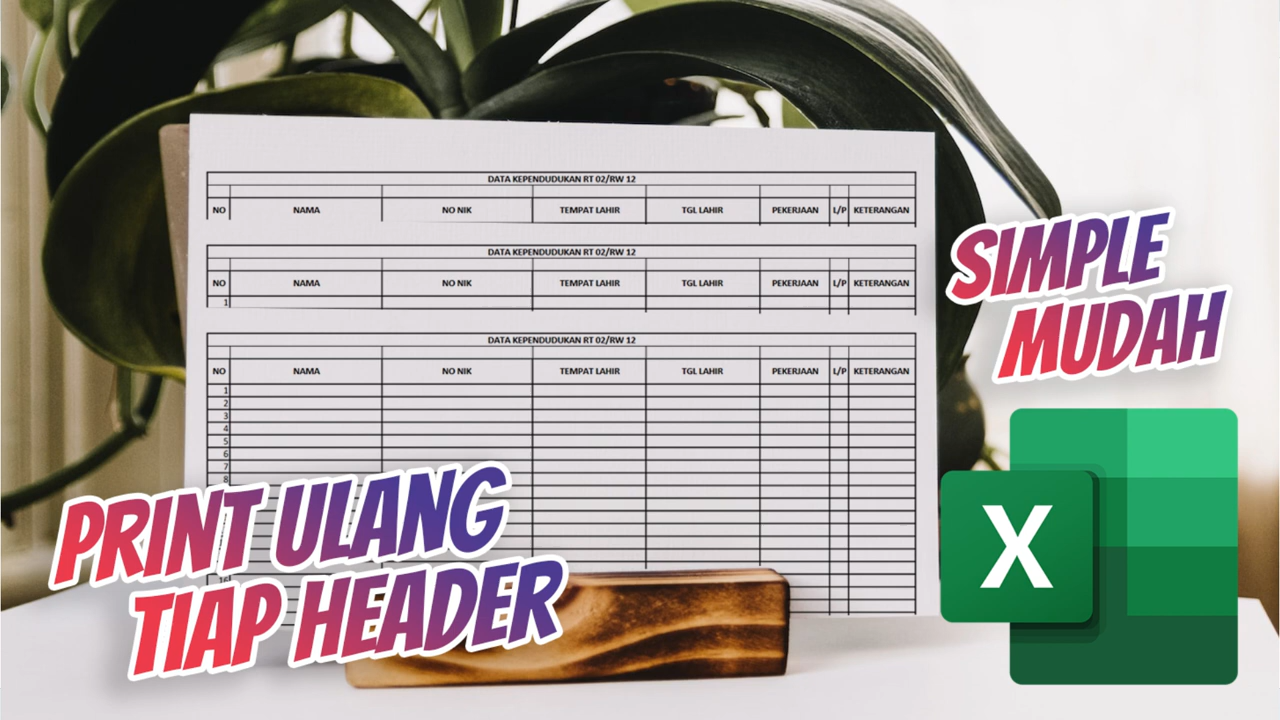 DATA KEPENDUDUKAN RT 02/RW 12
NO NAMA NO NIK TEMPAT LAHIR TGL LAHIR PEKERJAAN L/P KETERANGAN
DATA KEPENDUDUKAN RT 02/RW 12
NO NAMA NO NIK TEMPAT LAHIR TGL LAHIR PEKERJAAN L/P KETERANGAN
1
DATA KEPENDUDUKAN RT 02/RW 12
NO NAMA NO NIK TEMPAT LAHIR TGL LAHIR PEKERJAAN L/P KETERANGAN
1
2
3
4
5
6
7
8
SIMPLE
MUDAH
PRINT ULANG
TIAP HEADER
X